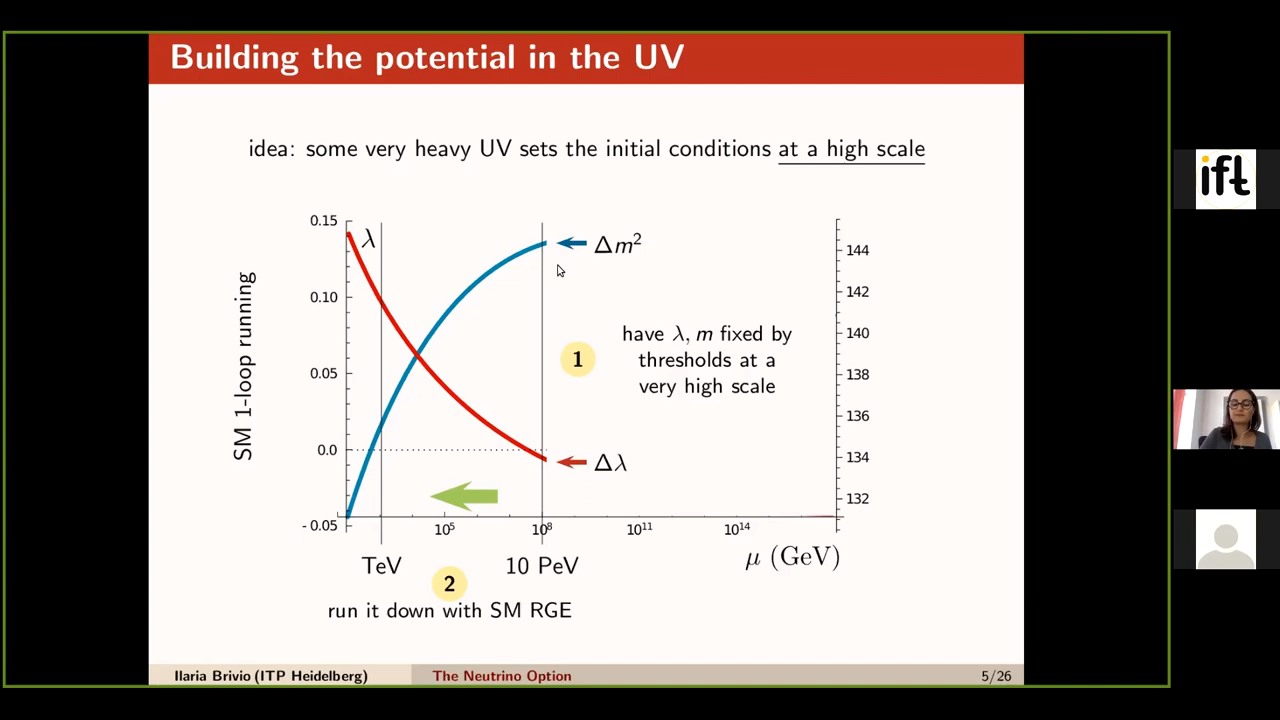 Building the potential in the UV
idea: some very heavy UV sets the initial conditions at a high scale
SM 1-loop running
0.15
0.10
0.05
0.0
- 0.05
λ
Δm²
1
have λ, m fixed by
thresholds at a
very high scale
Δλ
144
142
140
138
136
134
132
10⁵
10⁸
10¹¹
10¹⁴
TeV
10 PeV
μ (GeV)
2
run it down with SM RGE
Ilaria Brivio (ITP Heidelberg)
The Neutrino Option
5/26
ift